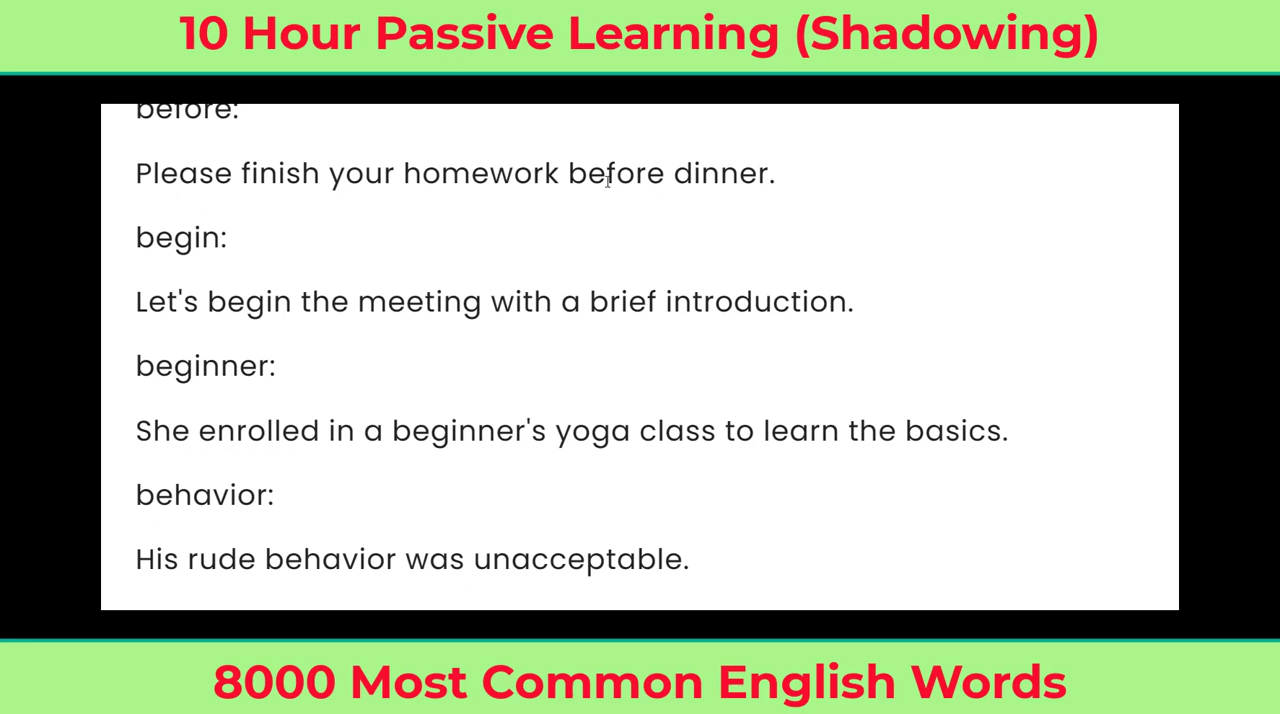 10 Hour Passive Learning (Shadowing)
before:
Please finish your homework before dinner.
begin:
Let's begin the meeting with a brief introduction.
beginner:
She enrolled in a beginner's yoga class to learn the basics.
behavior:
His rude behavior was unacceptable.
8000 Most Common English Words